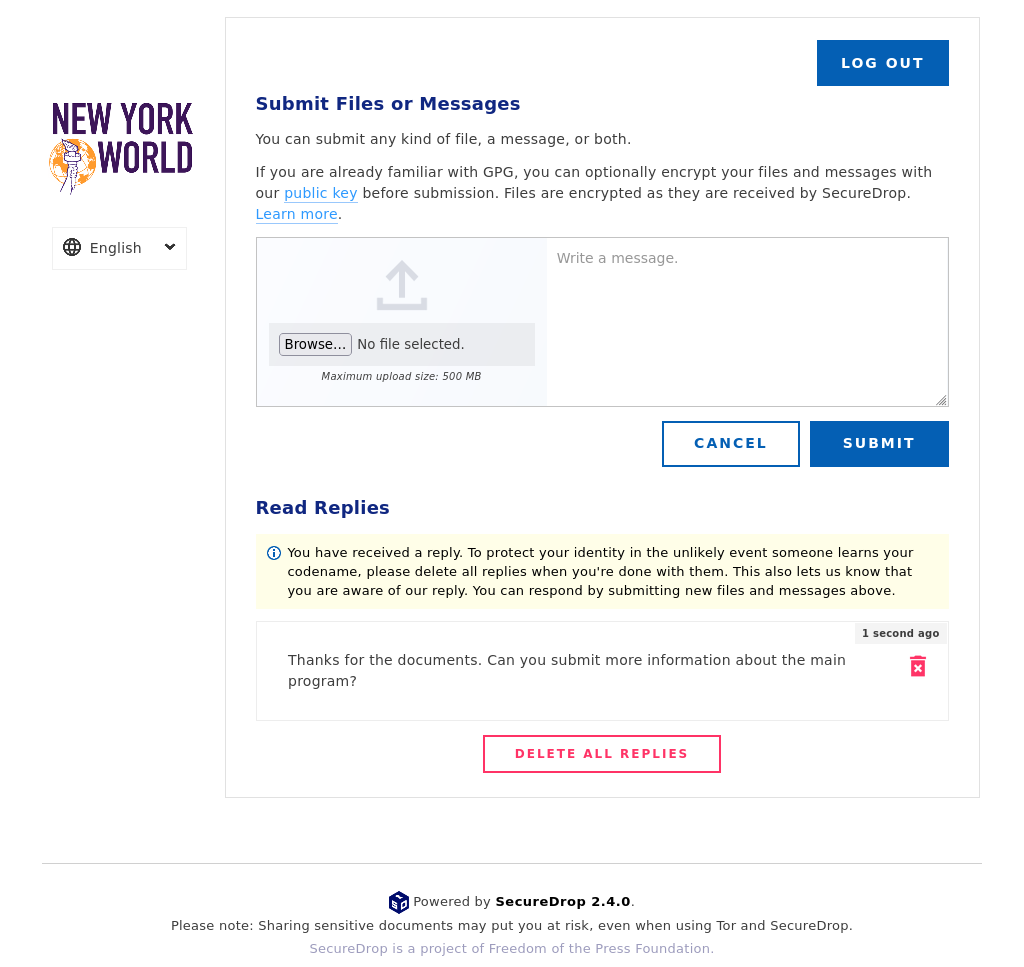 LOG OUT
NEW YORK
WORLD
English
Submit Files or Messages
You can submit any kind of file, a message, or both.
If you are already familiar with GPG, you can optionally encrypt your files and messages with
our public key before submission. Files are encrypted as they are received by SecureDrop.
Learn more.
Browse... No file selected.
Maximum upload size: 500 MB
Write a message.
CANCEL
SUBMIT
Read Replies
You have received a reply. To protect your identity in the unlikely event someone learns your
codename, please delete all replies when you're done with them. This also lets us know that
you are aware of our reply. You can respond by submitting new files and messages above.
1 second ago
Thanks for the documents. Can you submit more information about the main
program?
DELETE ALL REPLIES
Powered by SecureDrop 2.4.0.
Please note: Sharing sensitive documents may put you at risk, even when using Tor and SecureDrop.
SecureDrop is a project of Freedom of the Press Foundation.